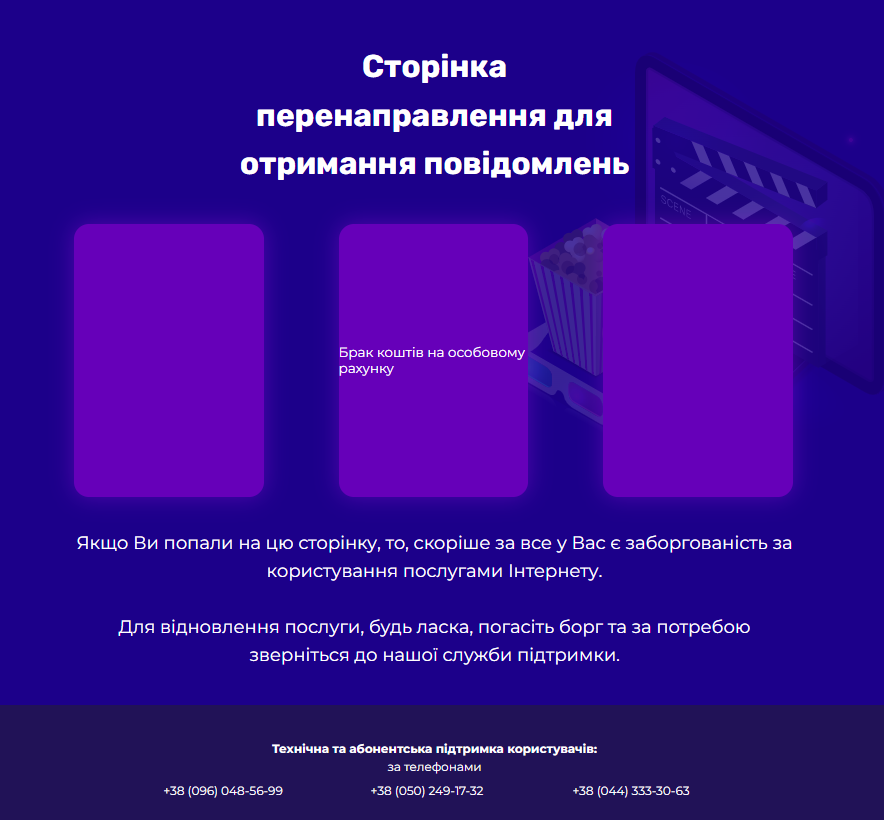 Сторінка
перенаправлення для
отримання повідомлень
SCENE
Брак коштів на особовому
рахунку
Якщо Ви попали на цю сторінку, то, скоріше за все у Вас є заборгованість за
користування послугами Інтернету.
Для відновлення послуги, будь ласка, погасіть борг та за потребою
зверніться до нашої служби підтримки.
Технічна та абонентська підтримка користувачів:
за телефонами
+38 (096) 048-56-99 +38 (050) 249-17-32 +38 (044) 333-30-63